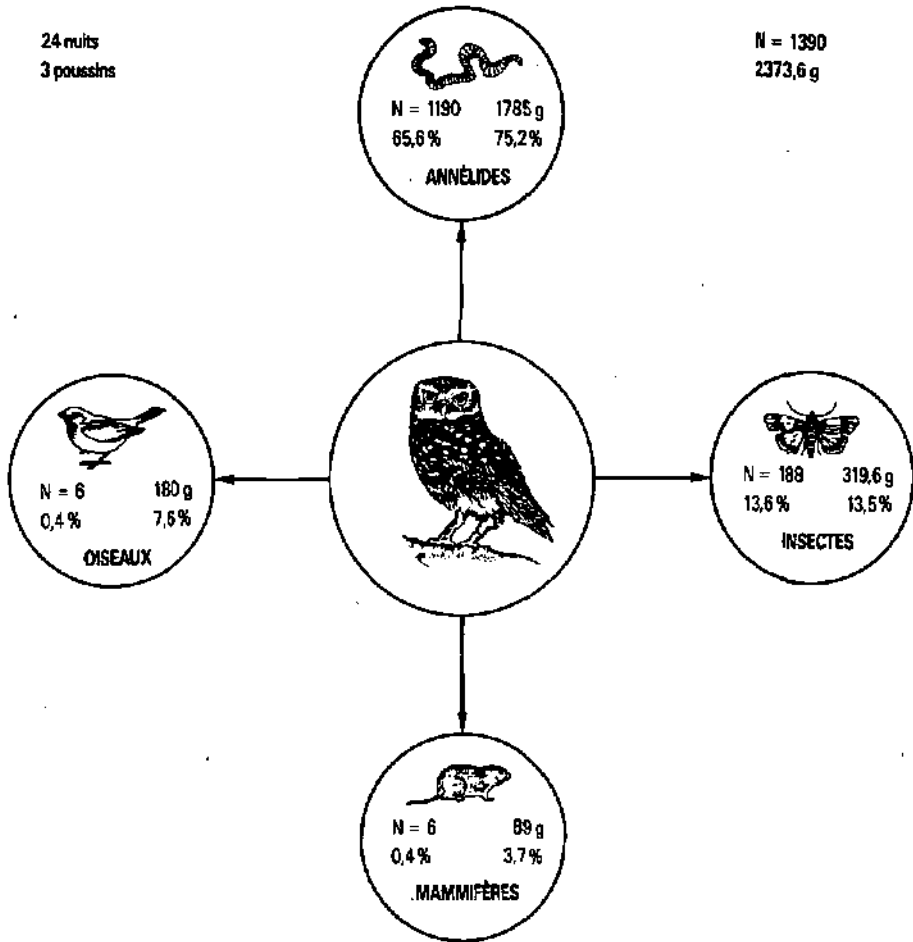 24 nuits
3 poussins
N = 1390
2373,6 g
N = 1190 1785 g
65,6% 75,2%
ANNÉLIDES
N = 6 180 g
0,4% 7,6%
OISEAUX
N = 188 319,6 g
13,6% 13,5%
INSECTES
N = 6 89 g
0,4% 3,7%
MAMMIFÈRES